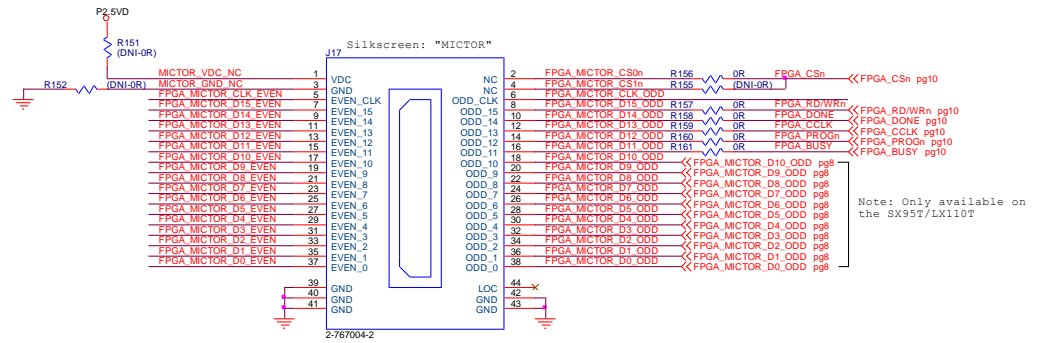 P2.5VD
R151
(DNI-0R)
Silkscreen: "MICTOR"
J17
R152
(DNI-0R)
MICTOR_VDC_NC 1 VDC NC 2 FPGA_MICTOR_CS0n R156 0R FPGA_CSn FPGA_CSn pg10
MICTOR_GND_NC 3 GND NC 4 FPGA_MICTOR_CS1n R155 (DNI-0R)
FPGA_MICTOR_CLK_EVEN 5 EVEN_CLK ODD_CLK 6 FPGA_MICTOR_CLK_ODD
FPGA_MICTOR_D15_EVEN 7 EVEN_15 ODD_15 8 FPGA_MICTOR_D15_ODD R157 0R FPGA_RD/WRn FPGA_RD/WRn pg10
FPGA_MICTOR_D14_EVEN 9 EVEN_14 ODD_14 10 FPGA_MICTOR_D14_ODD R158 0R FPGA_DONE FPGA_DONE pg10
FPGA_MICTOR_D13_EVEN 11 EVEN_13 ODD_13 12 FPGA_MICTOR_D13_ODD R159 0R FPGA_CCLK FPGA_CCLK pg10
FPGA_MICTOR_D12_EVEN 13 EVEN_12 ODD_12 14 FPGA_MICTOR_D12_ODD R160 0R FPGA_PROGn FPGA_PROGn pg10
FPGA_MICTOR_D11_EVEN 15 EVEN_11 ODD_11 16 FPGA_MICTOR_D11_ODD R161 0R FPGA_BUSY FPGA_BUSY pg10
FPGA_MICTOR_D10_EVEN 17 EVEN_10 ODD_10 18 FPGA_MICTOR_D10_ODD FPGA_MICTOR_D10_ODD pg8
FPGA_MICTOR_D9_EVEN 19 EVEN_9 ODD_9 20 FPGA_MICTOR_D9_ODD FPGA_MICTOR_D9_ODD pg8
FPGA_MICTOR_D8_EVEN 21 EVEN_8 ODD_8 22 FPGA_MICTOR_D8_ODD FPGA_MICTOR_D8_ODD pg8
FPGA_MICTOR_D7_EVEN 23 EVEN_7 ODD_7 24 FPGA_MICTOR_D7_ODD FPGA_MICTOR_D7_ODD pg8
FPGA_MICTOR_D6_EVEN 25 EVEN_6 ODD_6 26 FPGA_MICTOR_D6_ODD FPGA_MICTOR_D6_ODD pg8
FPGA_MICTOR_D5_EVEN 27 EVEN_5 ODD_5 28 FPGA_MICTOR_D5_ODD FPGA_MICTOR_D5_ODD pg8
FPGA_MICTOR_D4_EVEN 29 EVEN_4 ODD_4 30 FPGA_MICTOR_D4_ODD FPGA_MICTOR_D4_ODD pg8
FPGA_MICTOR_D3_EVEN 31 EVEN_3 ODD_3 32 FPGA_MICTOR_D3_ODD FPGA_MICTOR_D3_ODD pg8
FPGA_MICTOR_D2_EVEN 33 EVEN_2 ODD_2 34 FPGA_MICTOR_D2_ODD FPGA_MICTOR_D2_ODD pg8
FPGA_MICTOR_D1_EVEN 35 EVEN_1 ODD_1 36 FPGA_MICTOR_D1_ODD FPGA_MICTOR_D1_ODD pg8
FPGA_MICTOR_D0_EVEN 37 EVEN_0 ODD_0 38 FPGA_MICTOR_D0_ODD FPGA_MICTOR_D0_ODD pg8
Note: Only available on
the SX95T/LX110T
39 GND LOC 44
40 GND GND 42
41 GND GND 43
2-767004-2